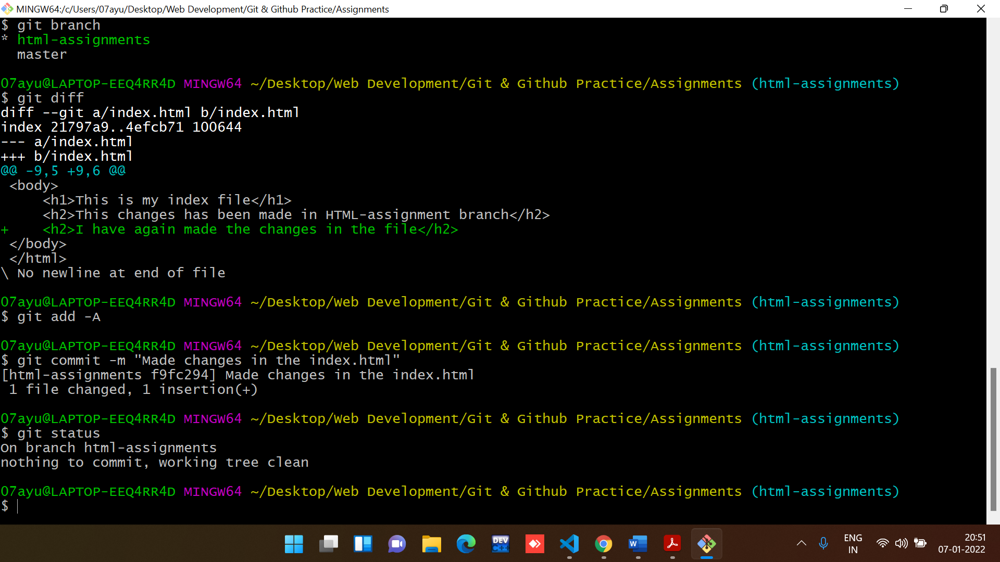 MINGW64:/c/Users/07ayu/Desktop/Web Development/Git & Github Practice/Assignments
$ git branch
* html-assignments
  master

07ayu@LAPTOP-EEQ4RR4D MINGW64 ~/Desktop/Web Development/Git & Github Practice/Assignments (html-assignments)
$ git diff
diff --git a/index.html b/index.html
index 21797a9..4efcb71 100644
--- a/index.html
+++ b/index.html
@@ -9,5 +9,6 @@
 <body>
     <h1>This is my index file</h1>
     <h2>This changes has been made in HTML-assignment branch</h2>
+    <h2>I have again made the changes in the file</h2>
 </body>
 </html>
\ No newline at end of file

07ayu@LAPTOP-EEQ4RR4D MINGW64 ~/Desktop/Web Development/Git & Github Practice/Assignments (html-assignments)
$ git add -A

07ayu@LAPTOP-EEQ4RR4D MINGW64 ~/Desktop/Web Development/Git & Github Practice/Assignments (html-assignments)
$ git commit -m "Made changes in the index.html"
[html-assignments f9fc294] Made changes in the index.html
 1 file changed, 1 insertion(+)

07ayu@LAPTOP-EEQ4RR4D MINGW64 ~/Desktop/Web Development/Git & Github Practice/Assignments (html-assignments)
$ git status
On branch html-assignments
nothing to commit, working tree clean

07ayu@LAPTOP-EEQ4RR4D MINGW64 ~/Desktop/Web Development/Git & Github Practice/Assignments (html-assignments)
$
DEV
C++
W
ENG
IN
20:51
07-01-2022